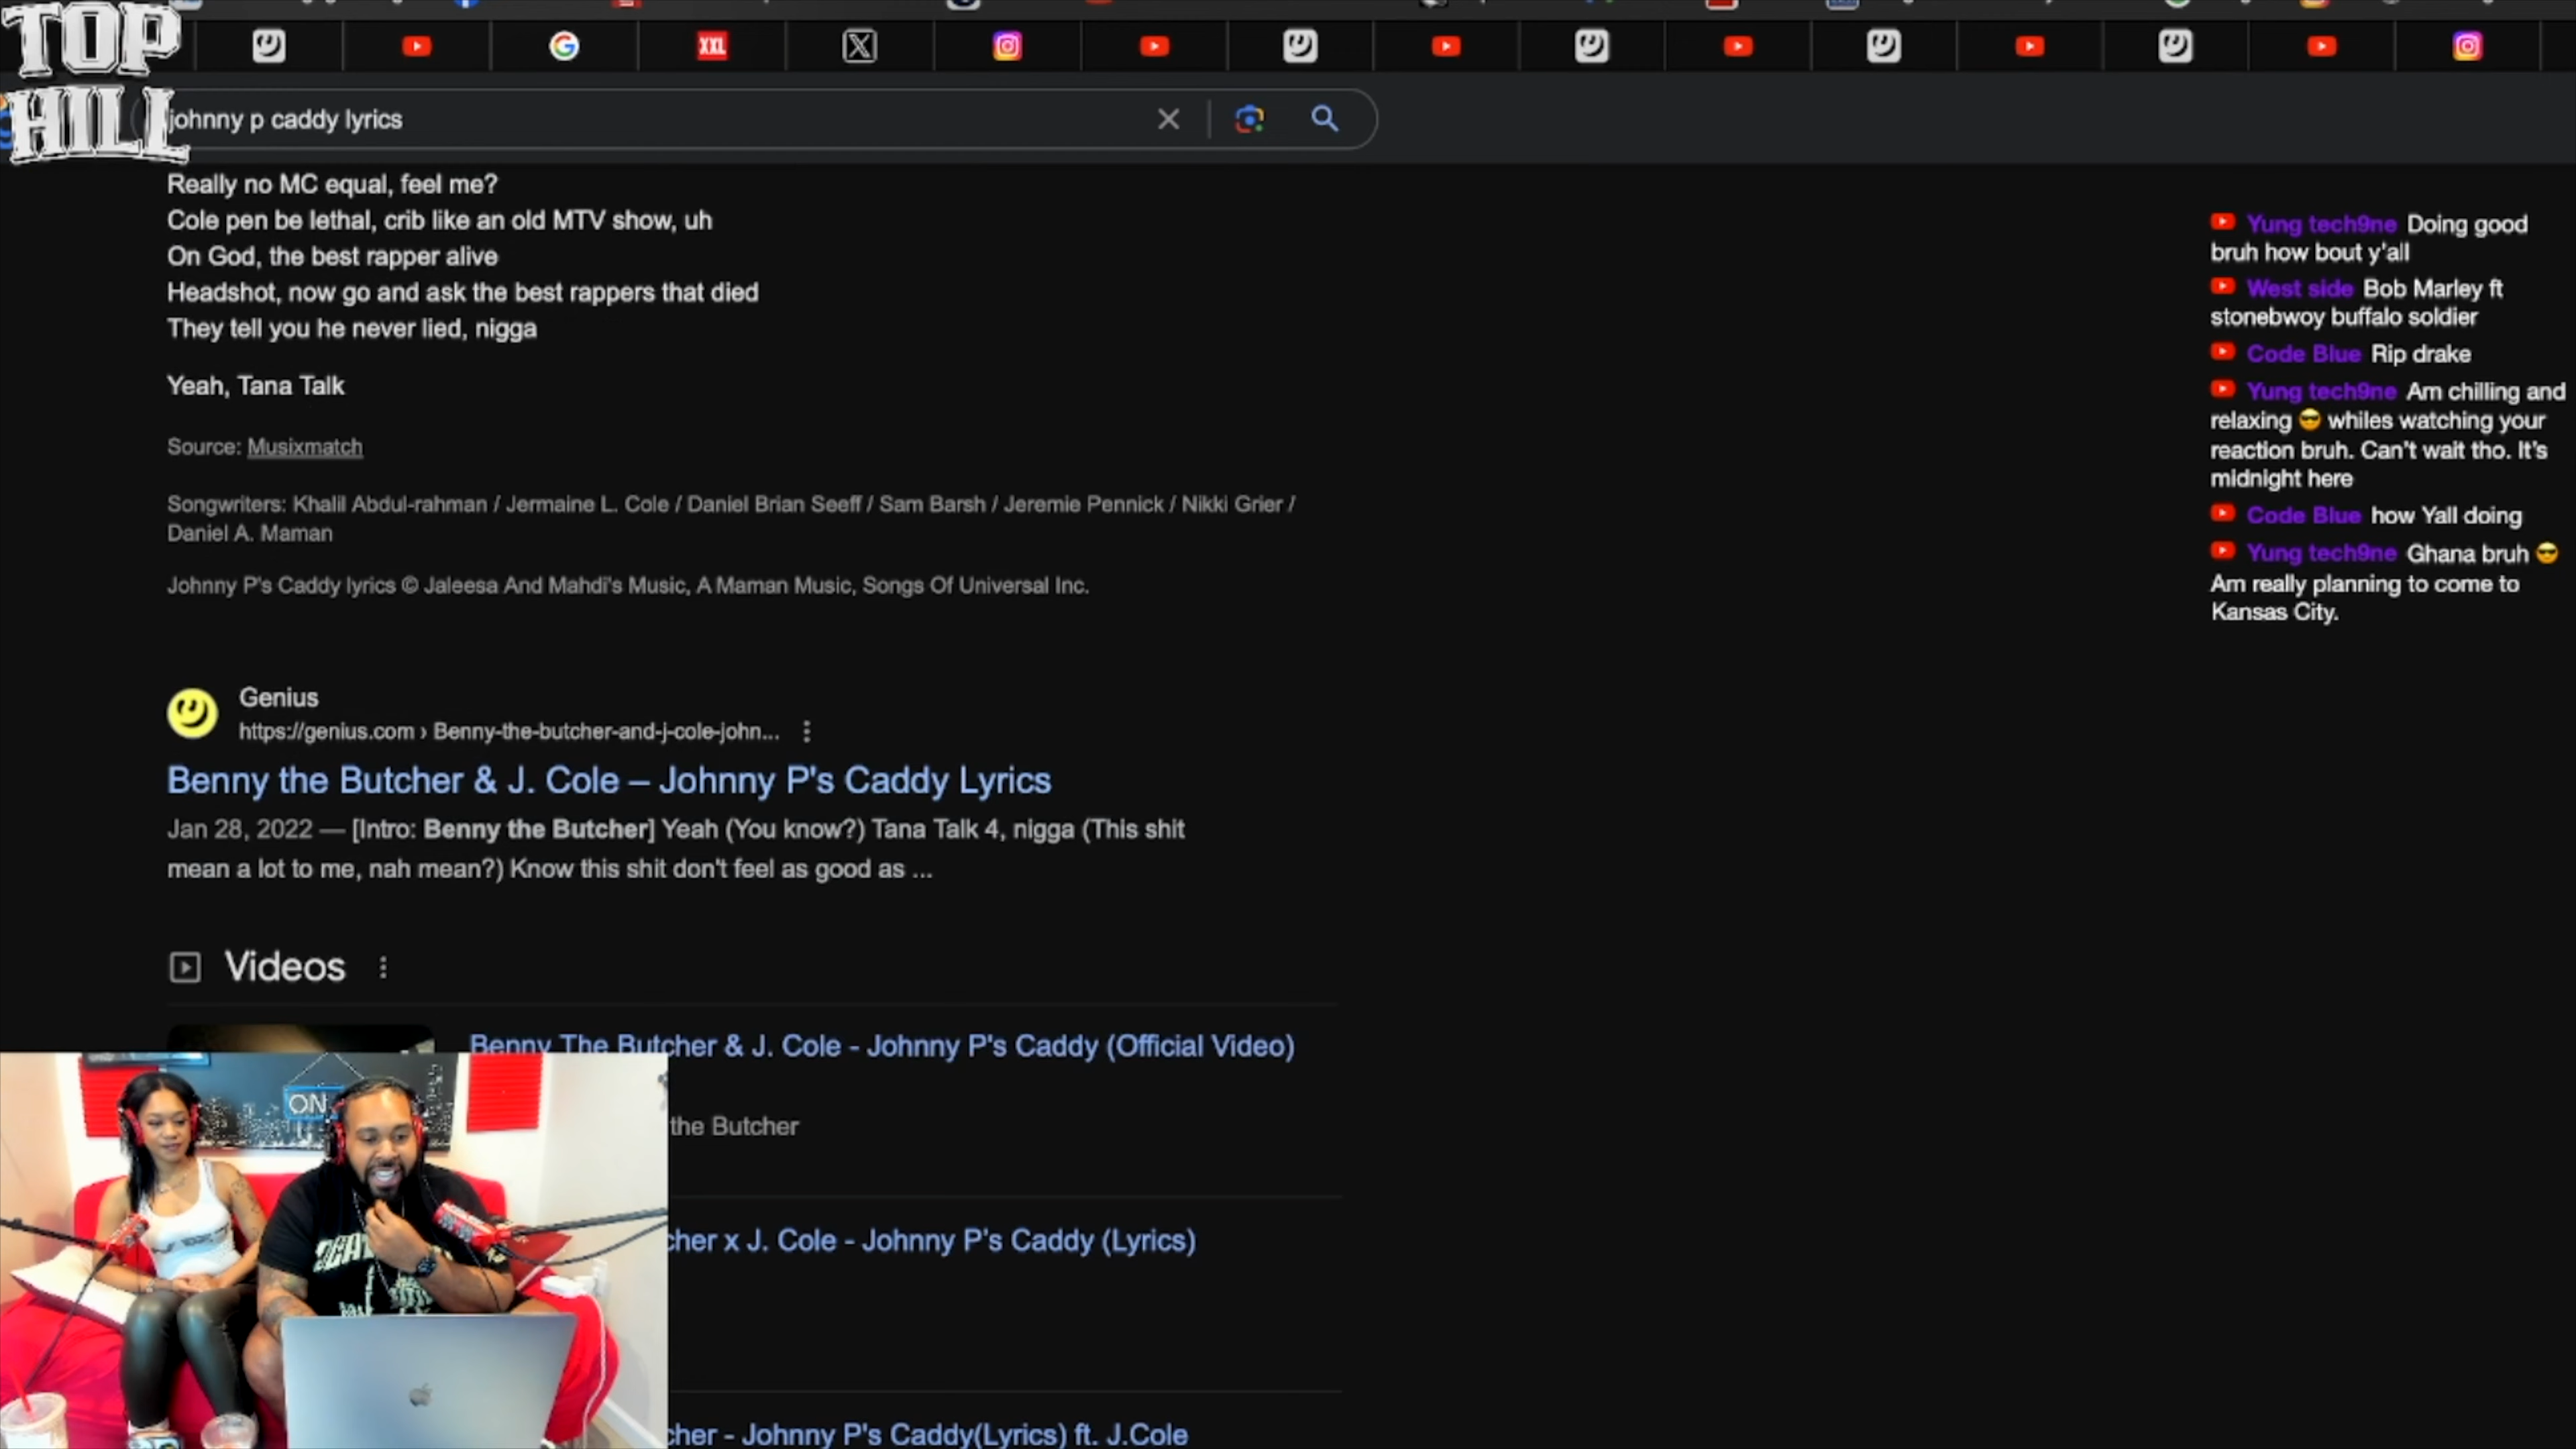 TOP
HILL
XXL
johnny p caddy lyrics
Really no MC equal, feel me?
Cole pen be lethal, crib like an old MTV show, uh
On God, the best rapper alive
Headshot, now go and ask the best rappers that died
They tell you he never lied, nigga
Yeah, Tana Talk
Source: Musixmatch
Songwriters: Khalil Abdul-rahman / Jermaine L. Cole / Daniel Brian Seeff / Sam Barsh / Jeremie Pennick / Nikki Grier /
Daniel A. Maman
Johnny P's Caddy lyrics © Jaleesa And Mahdi's Music, A Maman Music, Songs Of Universal Inc.
Genius
https://genius.com › Benny-the-butcher-and-j-cole-john...
Benny the Butcher & J. Cole – Johnny P's Caddy Lyrics
Jan 28, 2022 — [Intro: Benny the Butcher] Yeah (You know?) Tana Talk 4, nigga (This shit
mean a lot to me, nah mean?) Know this shit don't feel as good as ...
Videos
Benny The Butcher & J. Cole - Johnny P's Caddy (Official Video)
the Butcher
cher x J. Cole - Johnny P's Caddy (Lyrics)
cher - Johnny P's Caddy(Lyrics) ft. J.Cole
ON
Yung tech9ne Doing good
bruh how bout y'all
West side Bob Marley ft
stonebwoy buffalo soldier
Code Blue Rip drake
Yung tech9ne Am chilling and
relaxing 😎 whiles watching your
reaction bruh. Can't wait tho. It's
midnight here
Code Blue how Yall doing
Yung tech9ne Ghana bruh 😎
Am really planning to come to
Kansas City.